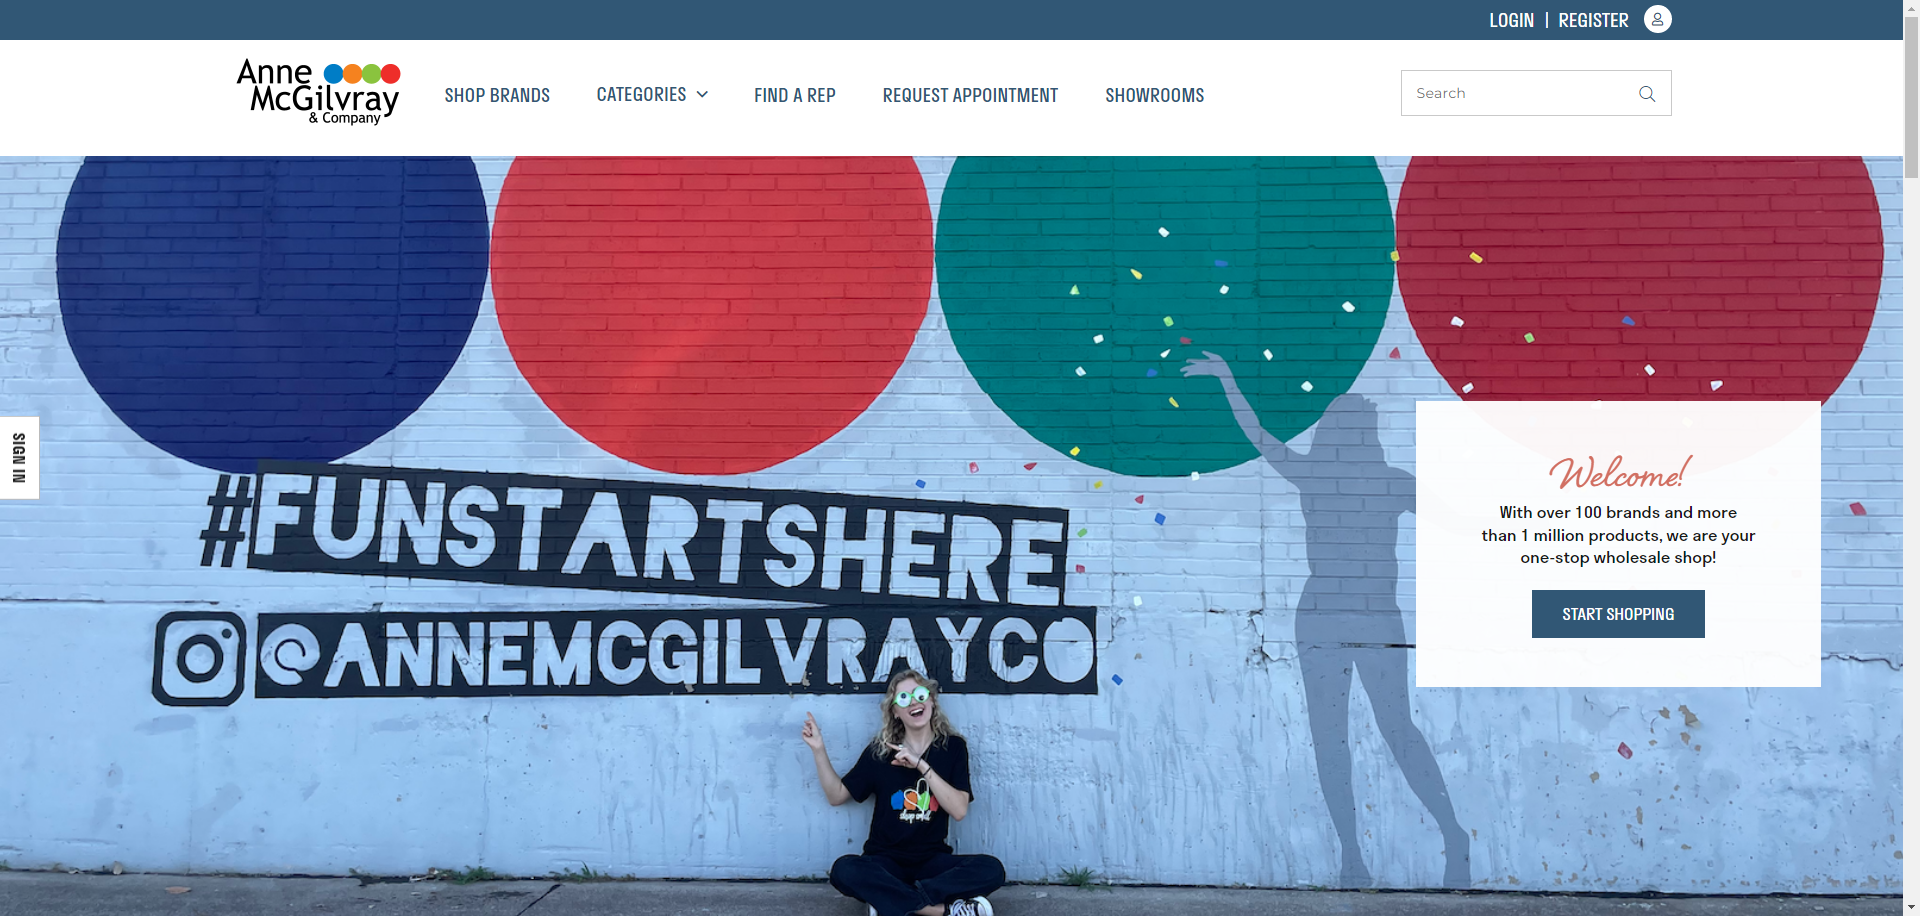 LOGIN | REGISTER
Anne
McGilvray
& Company
SHOP BRANDS
CATEGORIES
FIND A REP
REQUEST APPOINTMENT
SHOWROOMS
Search
SIGN IN
#FUNSTARTSHERE
@ANNEMCGILVRAYCO
Welcome!
With over 100 brands and more
than 1 million products, we are your
one-stop wholesale shop!
START SHOPPING